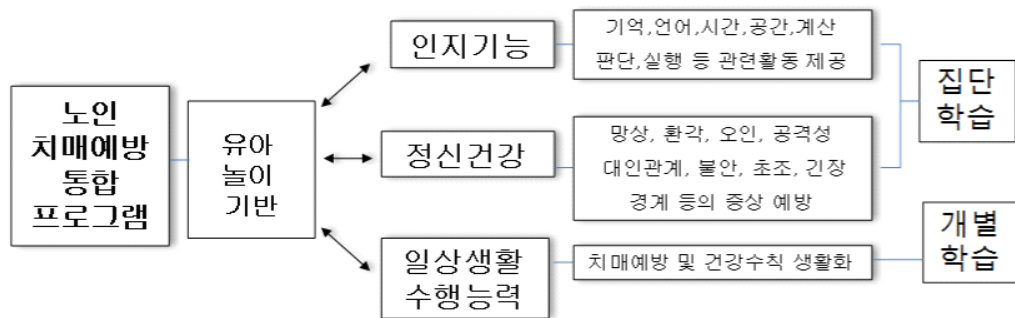 노인
치매예방
통합
프로그램
유아
놀이
기반
인지기능
기억,언어,시간,공간,계산
판단,실행 등 관련활동 제공
정신건강
망상, 환각, 오인, 공격성
대인관계, 불안, 초조, 긴장
경계 등의 증상 예방
일상생활
수행능력
치매예방 및 건강수칙 생활화
집단
학습
개별
학습